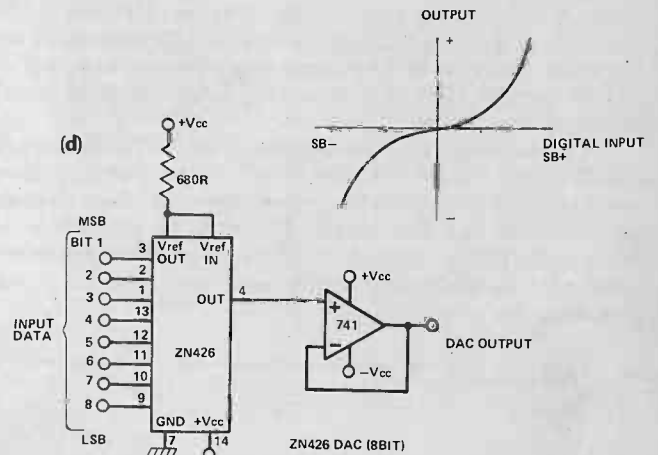 OUTPUT
+
SB–
DIGITAL INPUT
SB+
–
(d)
+Vcc
680R
MSB
BIT 1
2
3
4
5
6
7
8
INPUT
DATA
LSB
3
2
1
13
12
11
10
9
Vref
OUT
Vref
IN
OUT
4
ZN426
GND
+Vcc
7
14
+Vcc
+
741
–
–Vcc
DAC OUTPUT
ZN426 DAC (8BIT)